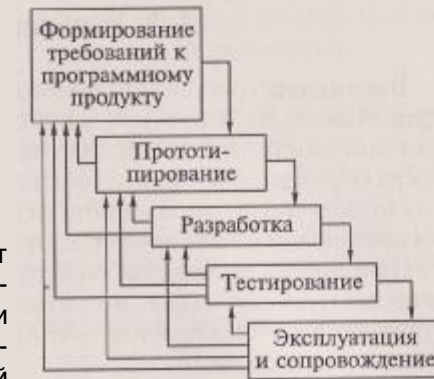 Формирование
требований к
программному
продукту
Прототи-
пирование
Разработка
Тестирование
Эксплуатация
и сопровождение
т
-
и
-
й